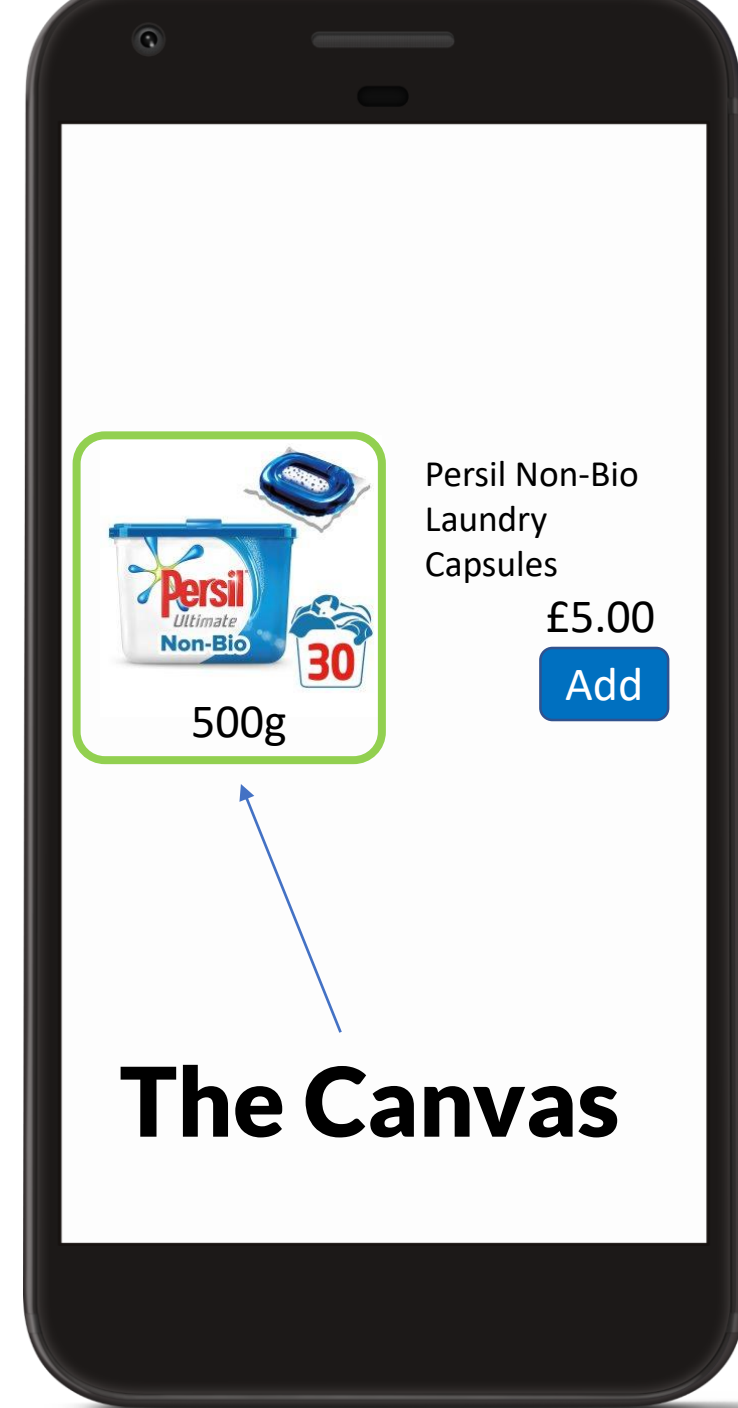 Persil
Ultimate
Non-Bio
30
500g
Persil Non-Bio
Laundry
Capsules
£5.00
Add
The Canvas